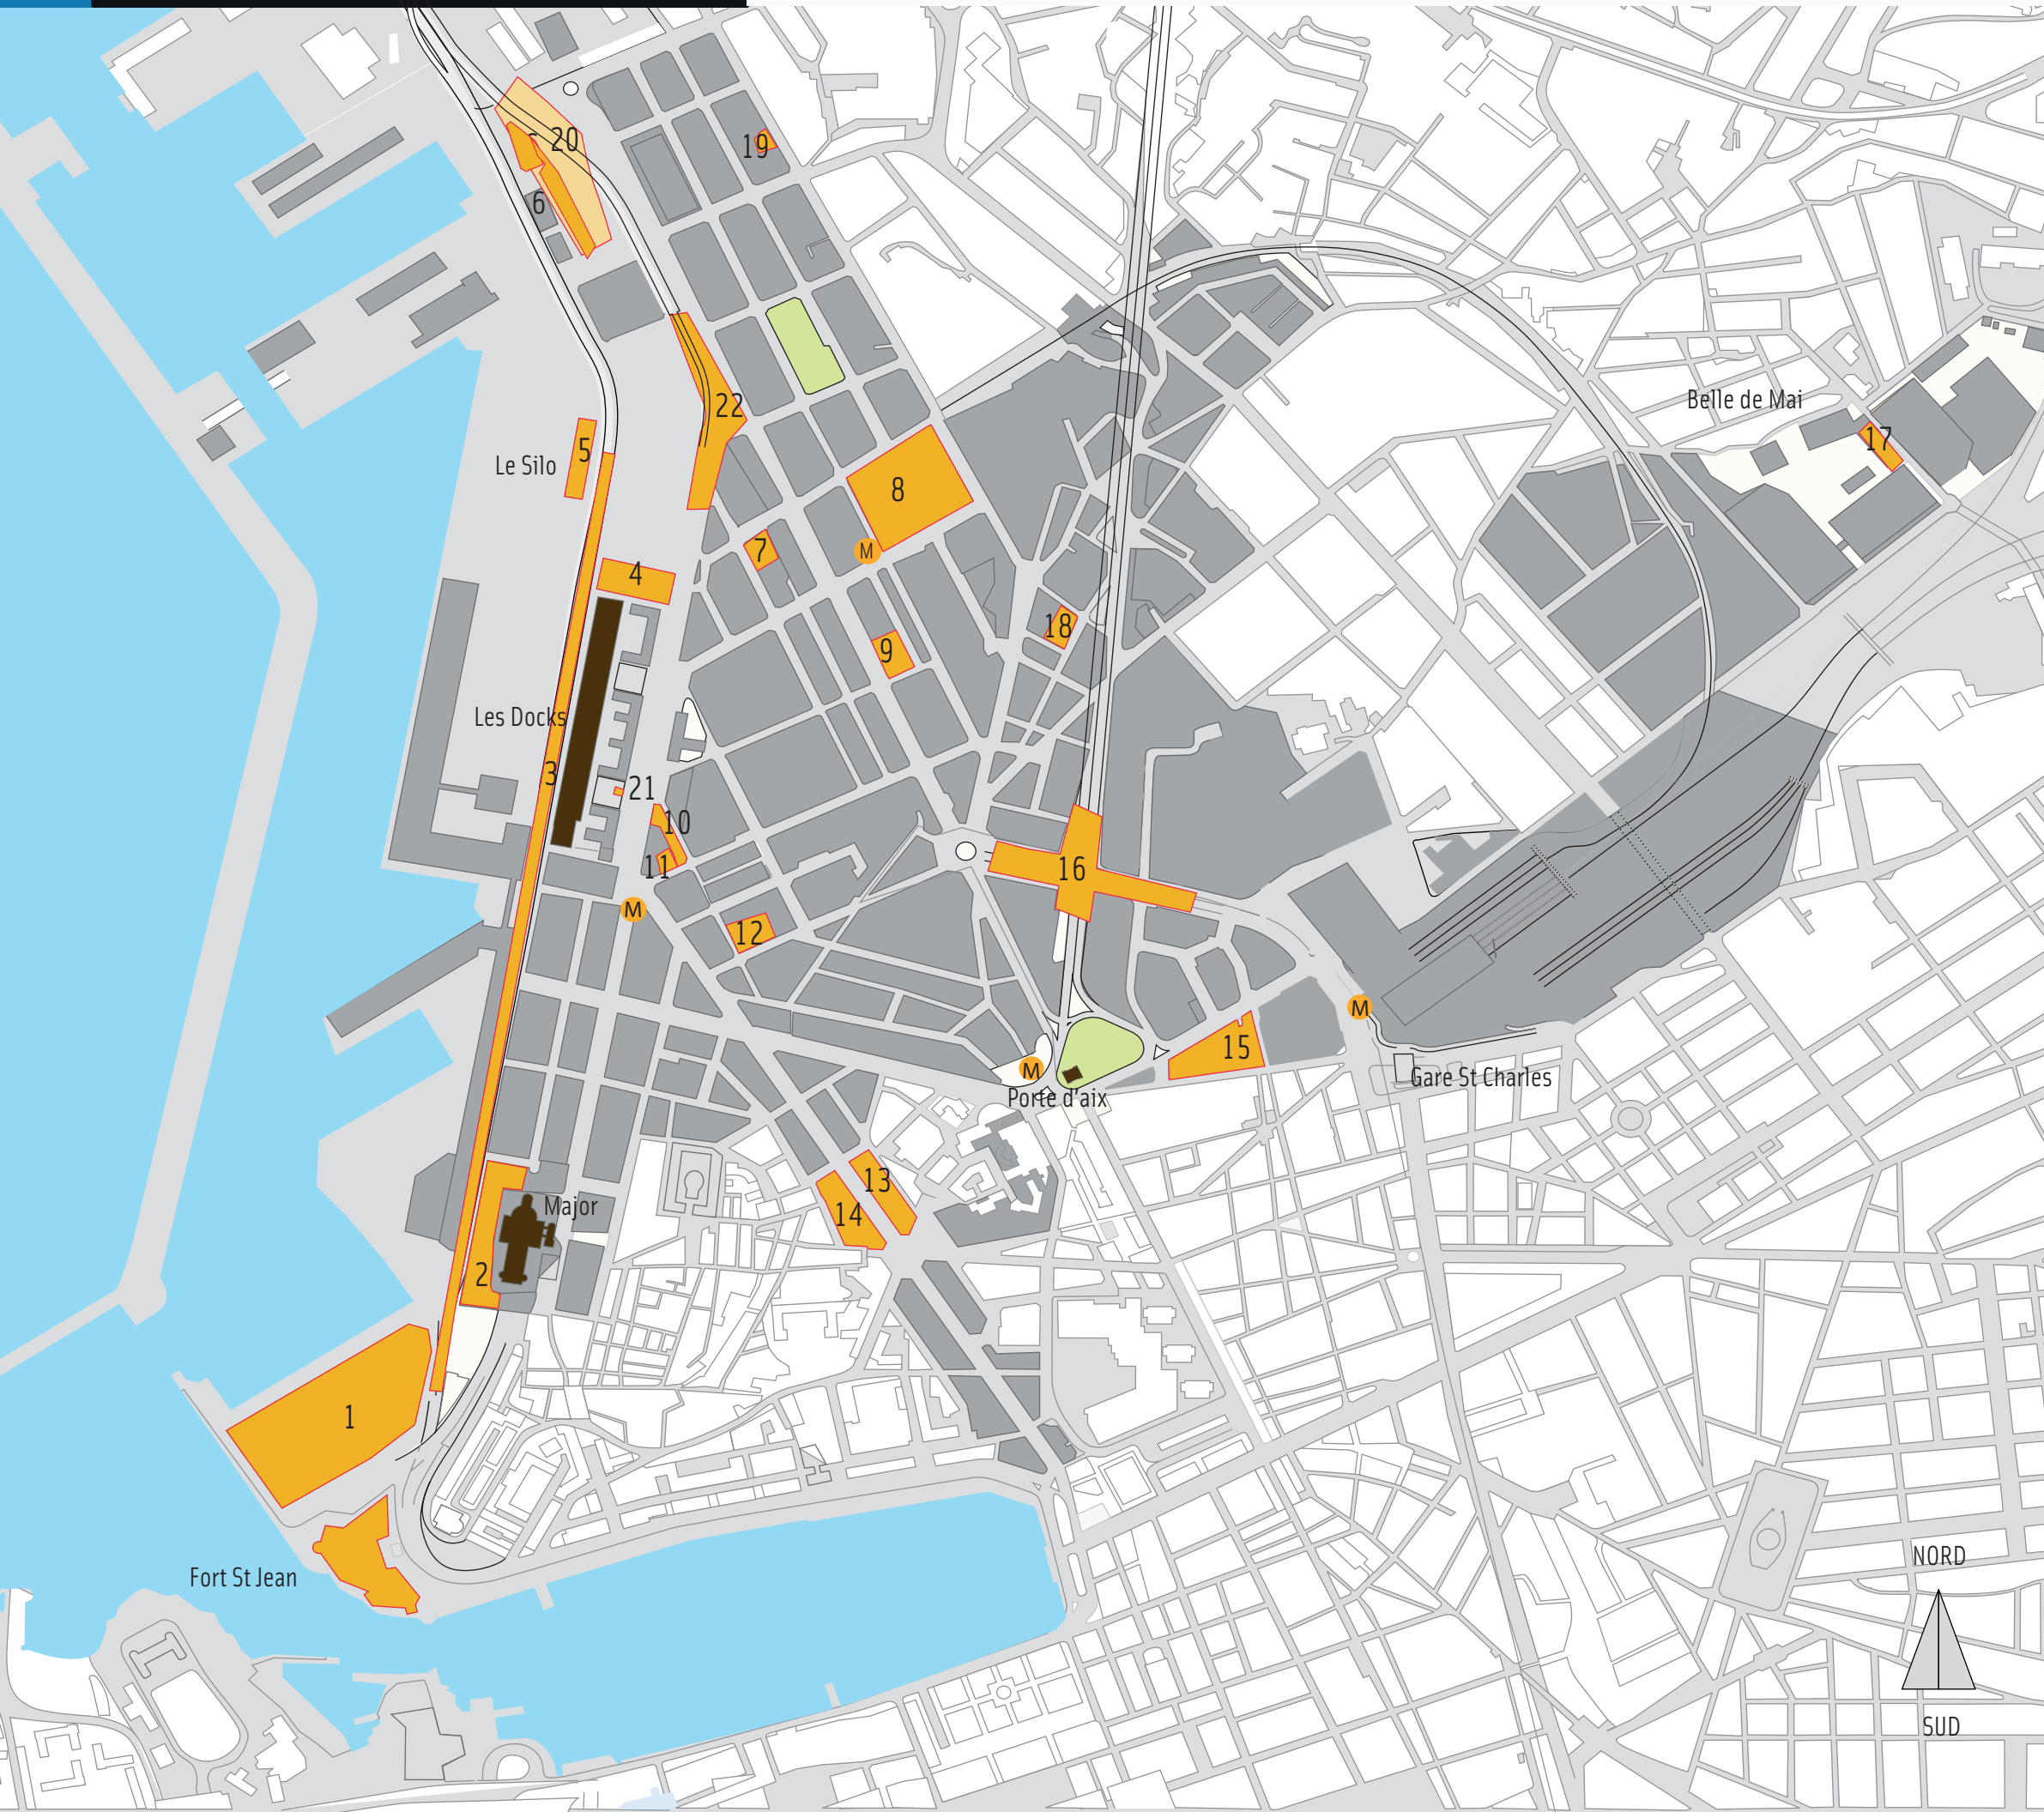 20
19
6
Belle de Mai
22
17
5
Le Silo
8
7
M
4
18
9
Les Docks
3
21
10
11
16
M
12
M
15
M
Gare St Charles
Porte d'aix
13
Major
14
2
1
NORD
Fort St Jean
SUD